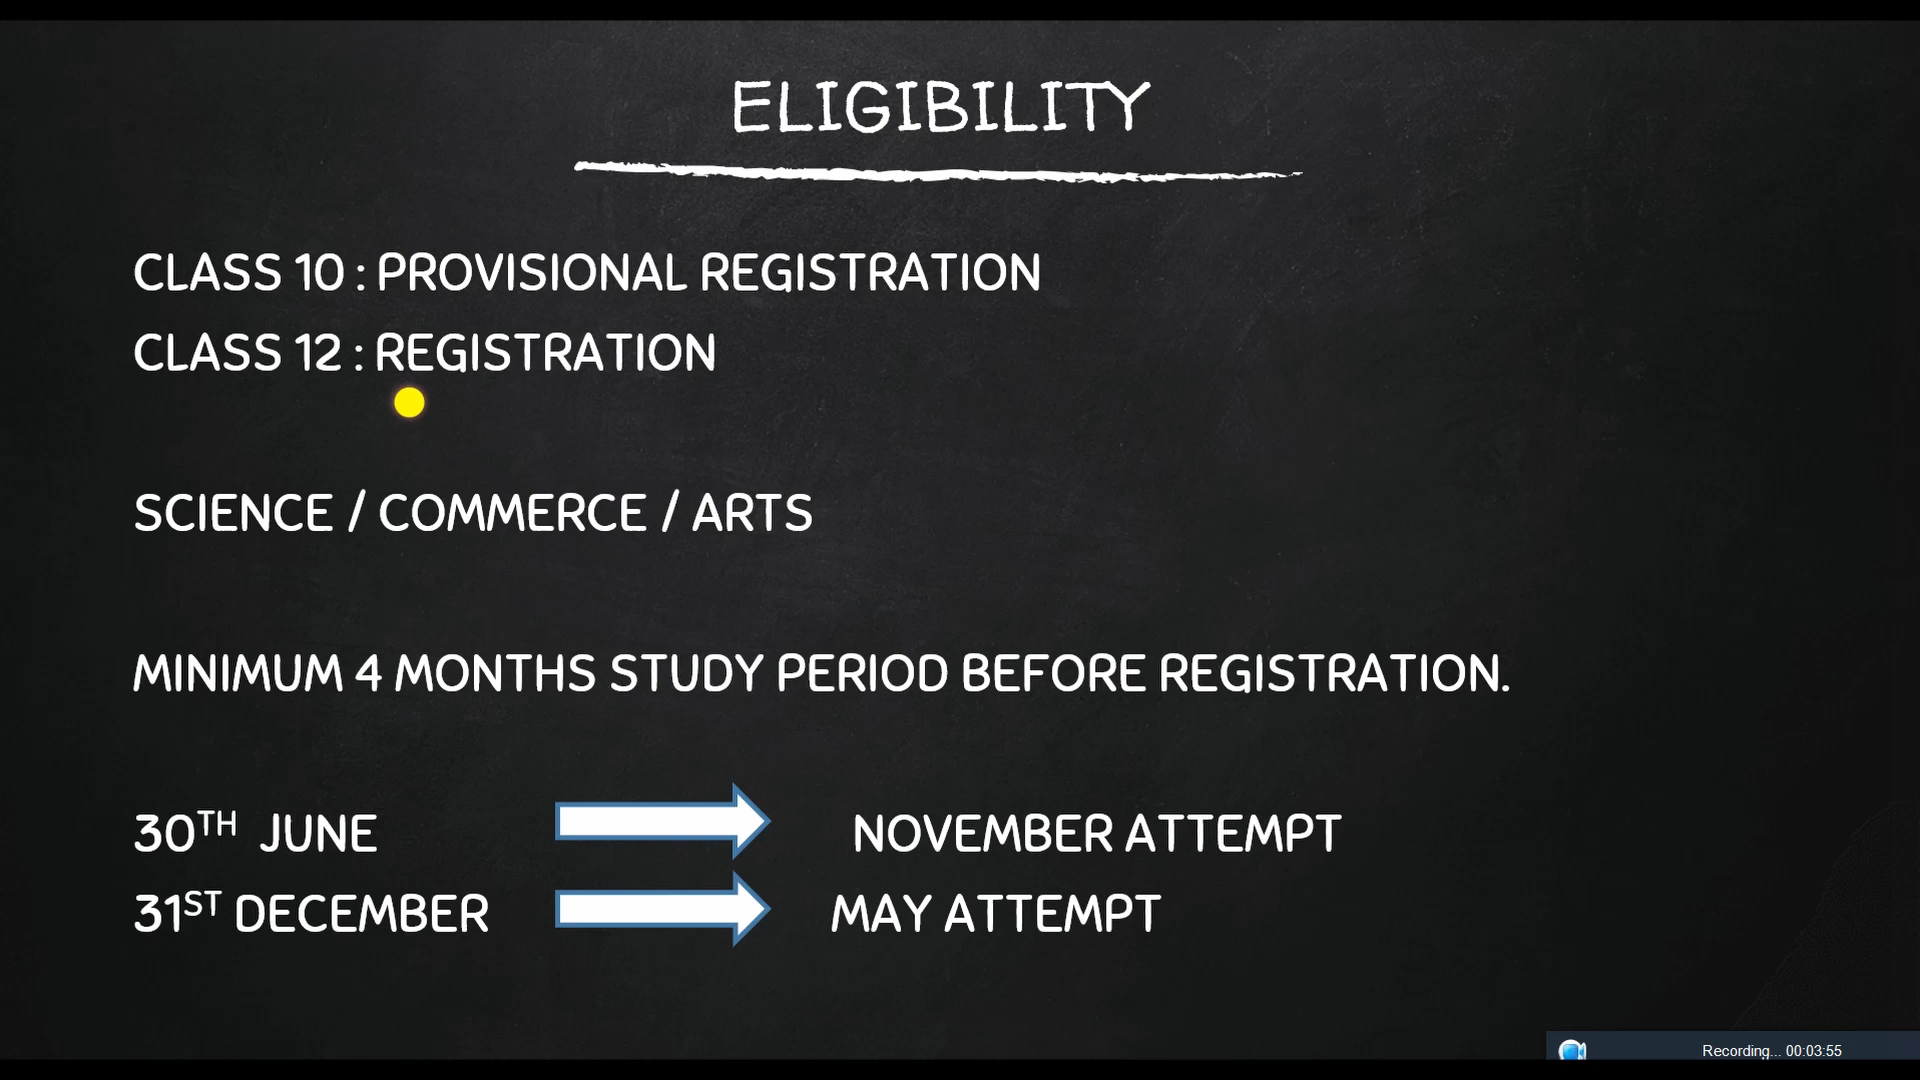 ELIGIBILITY
CLASS 10 : PROVISIONAL REGISTRATION
CLASS 12 : REGISTRATION
SCIENCE / COMMERCE / ARTS
MINIMUM 4 MONTHS STUDY PERIOD BEFORE REGISTRATION.
30TH JUNE NOVEMBER ATTEMPT
31ST DECEMBER MAY ATTEMPT
Recording... 00:03:55